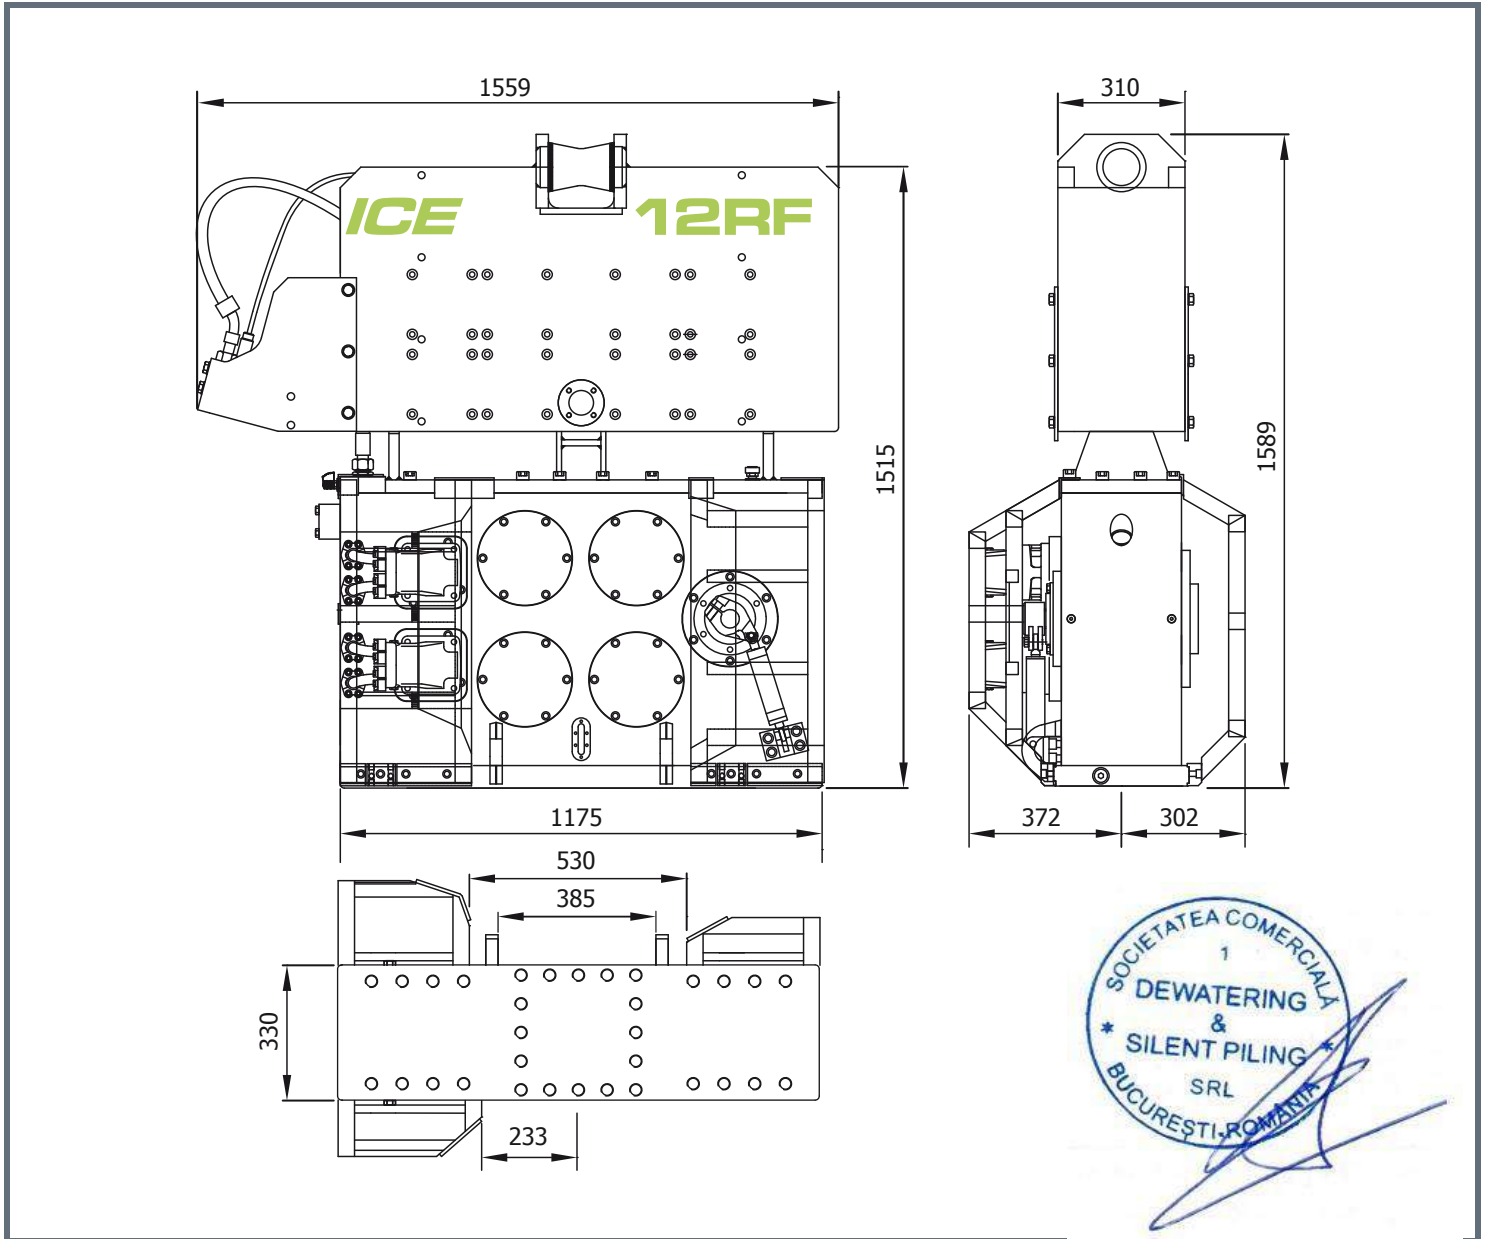 1559
310
ICE 12RF
1515
1589
1175
372
302
530
385
330
233
SOCIETATEA COMERCIALĂ
1
DEWATERING
&
SILENT PILING
SRL
* BUCUREŞTI-ROMÂNIA *